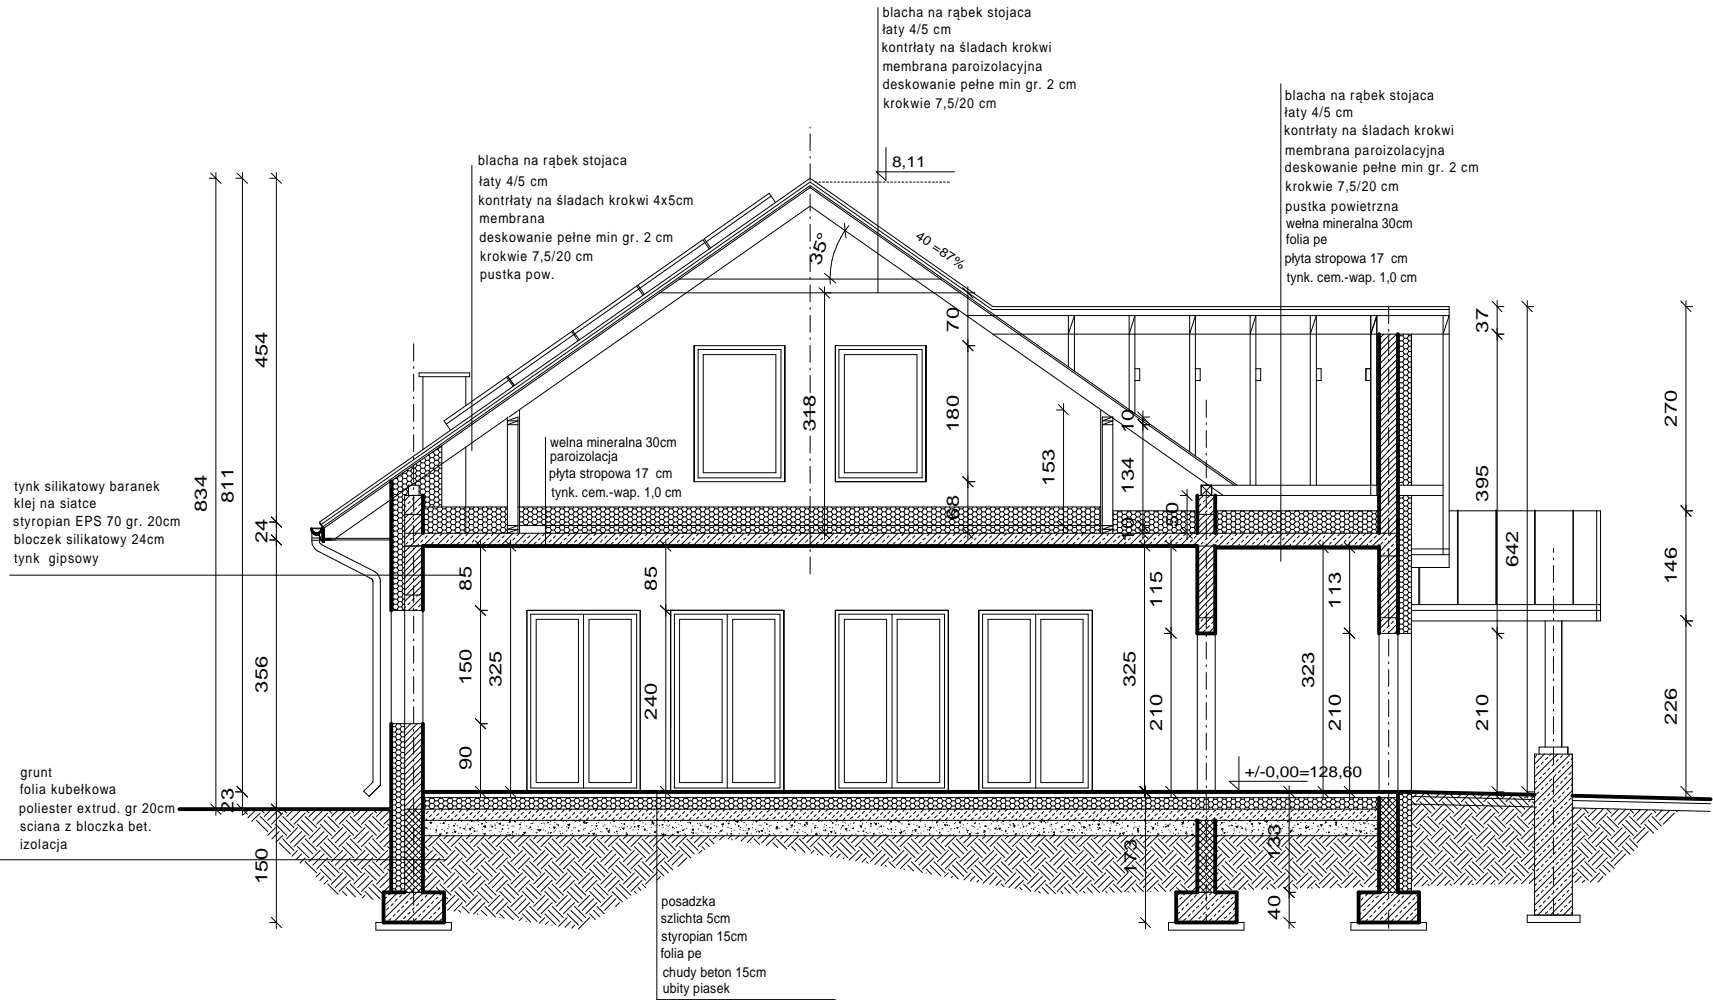 blacha na rąbek stojaca
łaty 4/5 cm
kontrłaty na śladach krokwi
membrana paroizolacyjna
deskowanie pełne min gr. 2 cm
krokwie 7,5/20 cm
blacha na rąbek stojaca
łaty 4/5 cm
kontrłaty na śladach krokwi
membrana paroizolacyjna
deskowanie pełne min gr. 2 cm
krokwie 7,5/20 cm
pustka powietrzna
wełna mineralna 30cm
folia pe
płyta stropowa 17 cm
tynk. cem.-wap. 1,0 cm
blacha na rąbek stojaca
łaty 4/5 cm
kontrłaty na śladach krokwi 4x5cm
membrana
deskowanie pełne min gr. 2 cm
krokwie 7,5/20 cm
pustka pow.
8,11
35°
40 =87%
454
834
811
24
356
23
150
318
70
180
68
153
10
134
10
50
37
270
395
642
146
210
226
wełna mineralna 30cm
paroizolacja
płyta stropowa 17 cm
tynk. cem.-wap. 1,0 cm
tynk silikatowy baranek
klej na siatce
styropian EPS 70 gr. 20cm
bloczek silikatowy 24cm
tynk gipsowy
85
150
325
90
85
240
115
325
210
113
323
210
+/-0,00=128,60
grunt
folia kubełkowa
poliester extrud. gr 20cm
sciana z bloczka bet.
izolacja
173
133
40
posadzka
szlichta 5cm
styropian 15cm
folia pe
chudy beton 15cm
ubity piasek